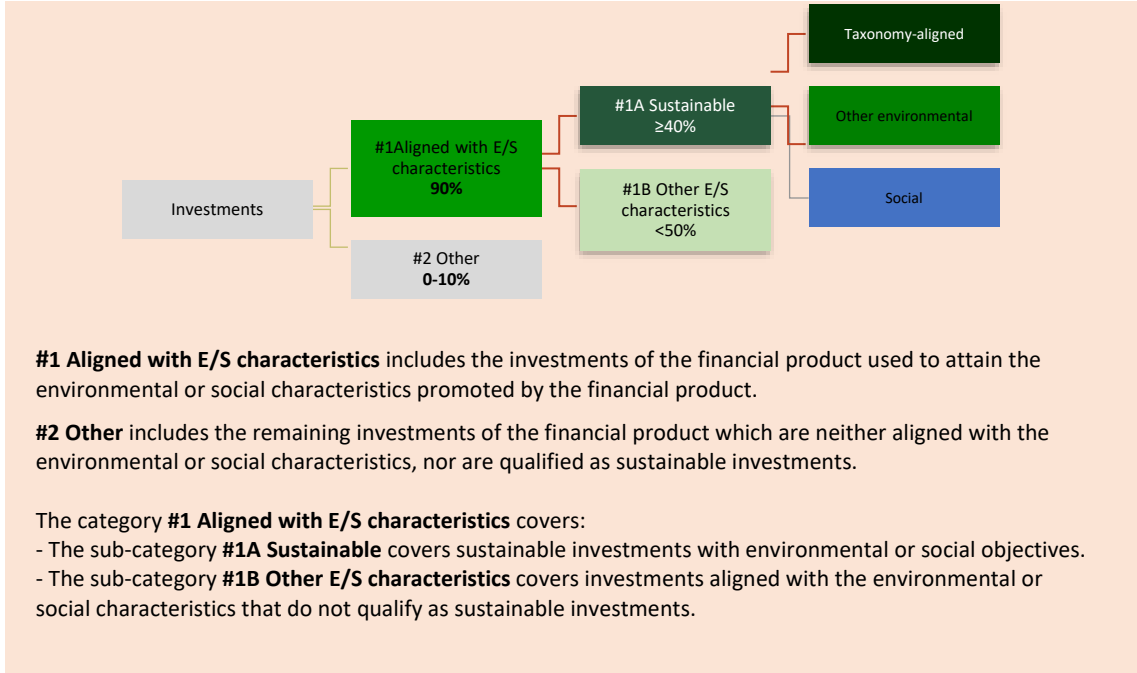 Taxonomy-aligned
#1A Sustainable
≥40%
Other environmental
#1Aligned with E/S
characteristics
90%
#1B Other E/S
characteristics
<50%
Investments
Social
#2 Other
0-10%
#1 Aligned with E/S characteristics includes the investments of the financial product used to attain the
environmental or social characteristics promoted by the financial product.
#2 Other includes the remaining investments of the financial product which are neither aligned with the
environmental or social characteristics, nor are qualified as sustainable investments.
The category #1 Aligned with E/S characteristics covers:
- The sub-category #1A Sustainable covers sustainable investments with environmental or social objectives.
- The sub-category #1B Other E/S characteristics covers investments aligned with the environmental or
social characteristics that do not qualify as sustainable investments.